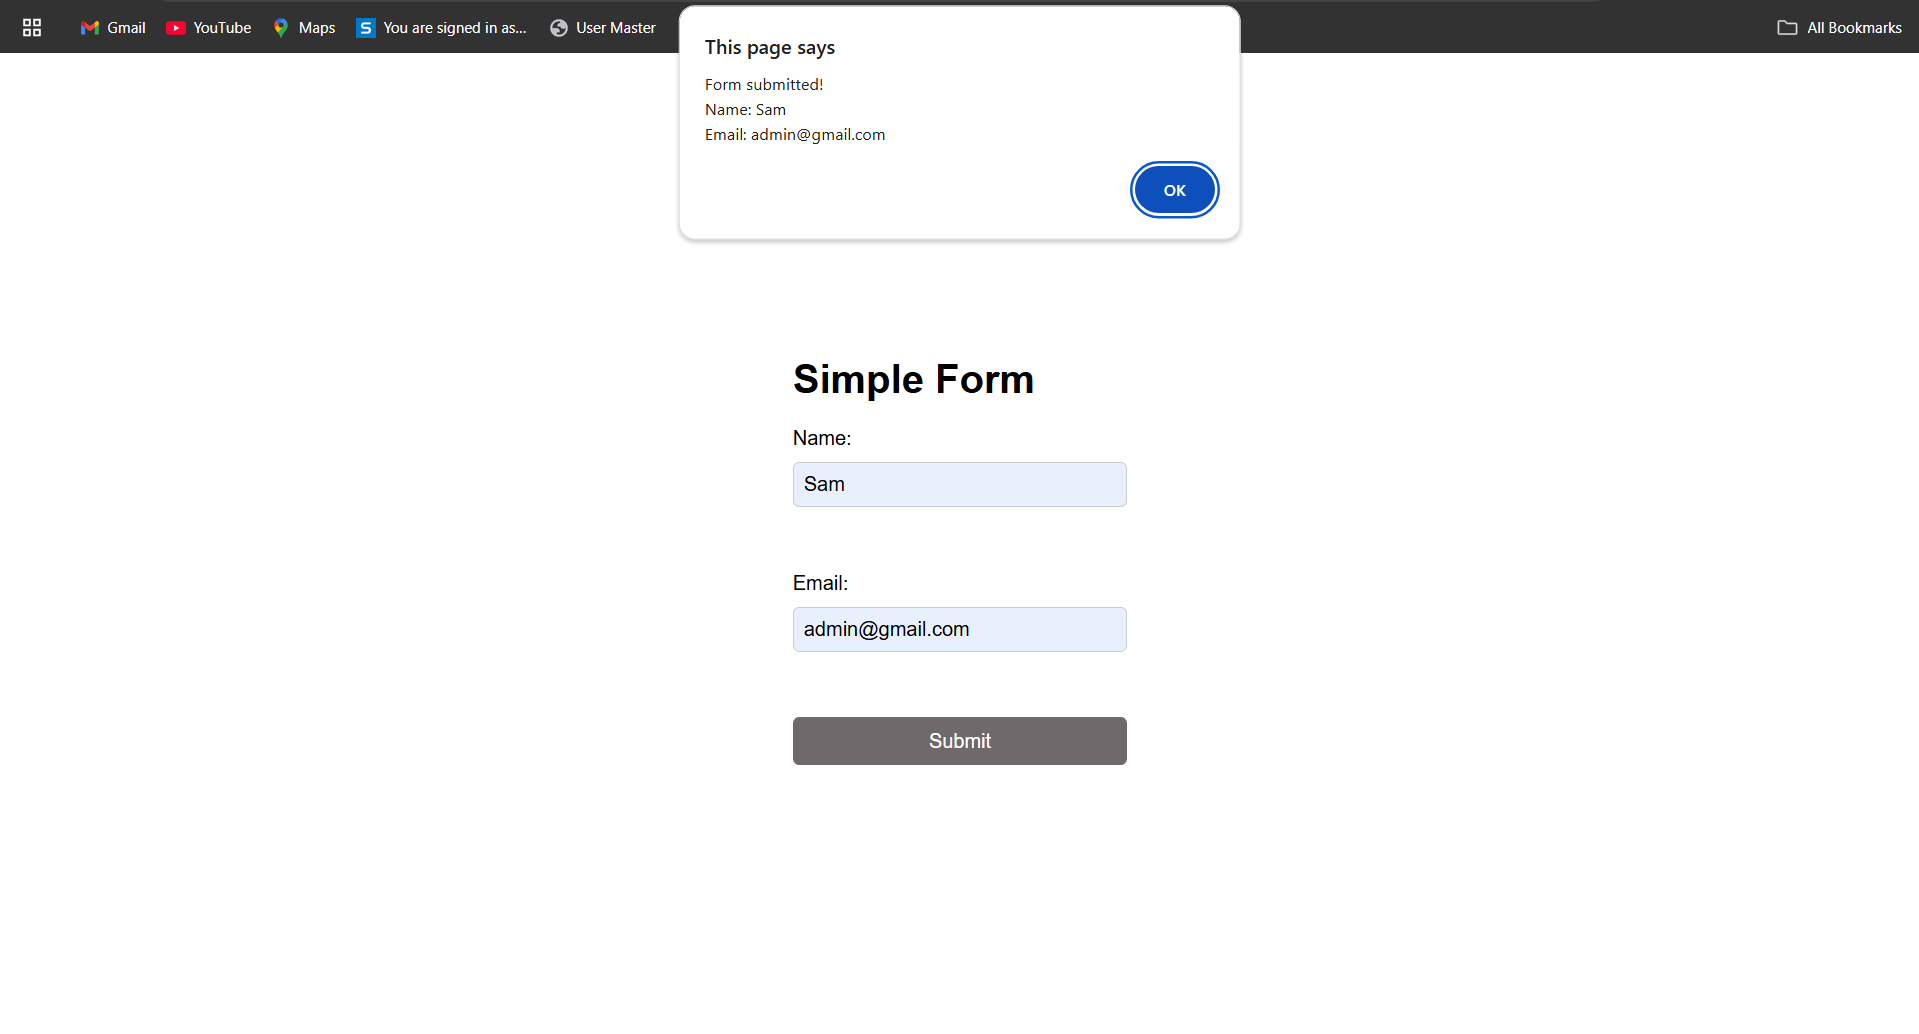 Gmail
YouTube
Maps
You are signed in as...
User Master
All Bookmarks
This page says
Form submitted!
Name: Sam
Email: admin@gmail.com
OK
Simple Form
Name:
Sam
Email:
admin@gmail.com
Submit